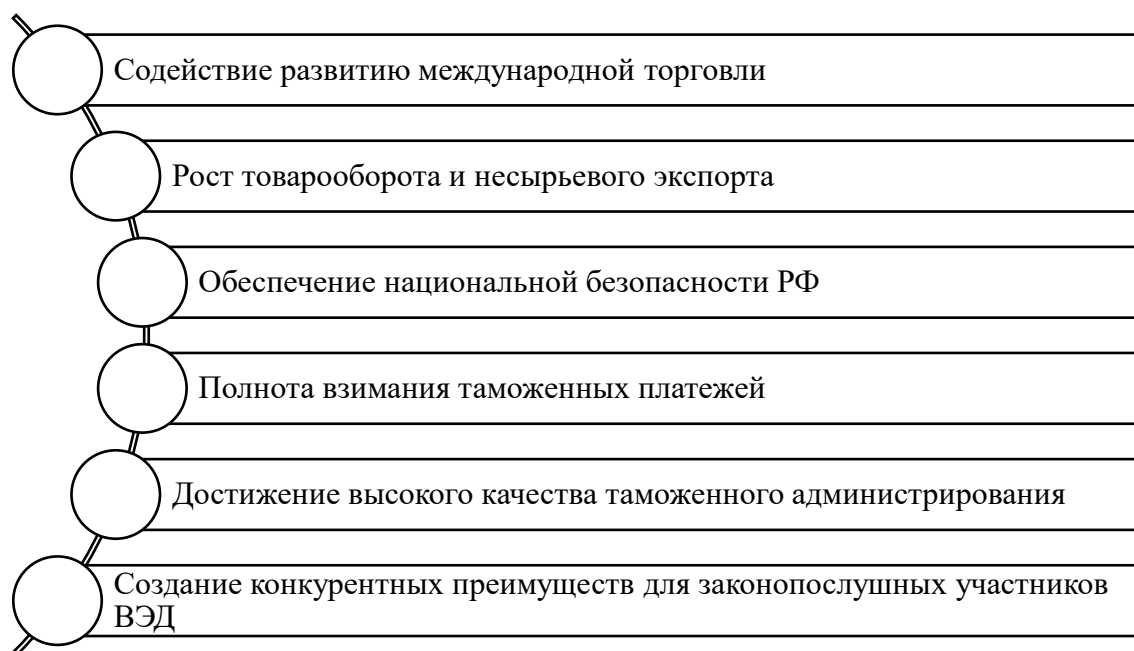 Содействие развитию международной торговли
Рост товарооборота и несырьевого экспорта
Обеспечение национальной безопасности РФ
Полнота взимания таможенных платежей
Достижение высокого качества таможенного администрирования
Создание конкурентных преимуществ для законопослушных участников
ВЭД